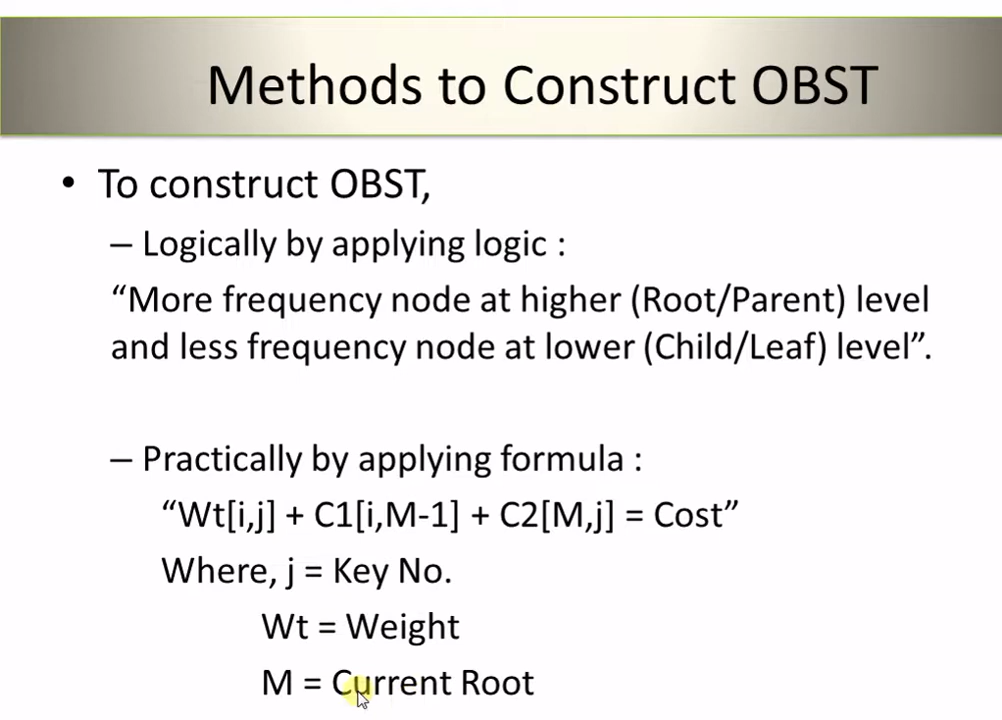 Methods to Construct OBST
• To construct OBST,
– Logically by applying logic :
“More frequency node at higher (Root/Parent) level
and less frequency node at lower (Child/Leaf) level”.
– Practically by applying formula :
“Wt[i,j] + C1[i,M-1] + C2[M,j] = Cost”
Where, j = Key No.
Wt = Weight
M = Current Root